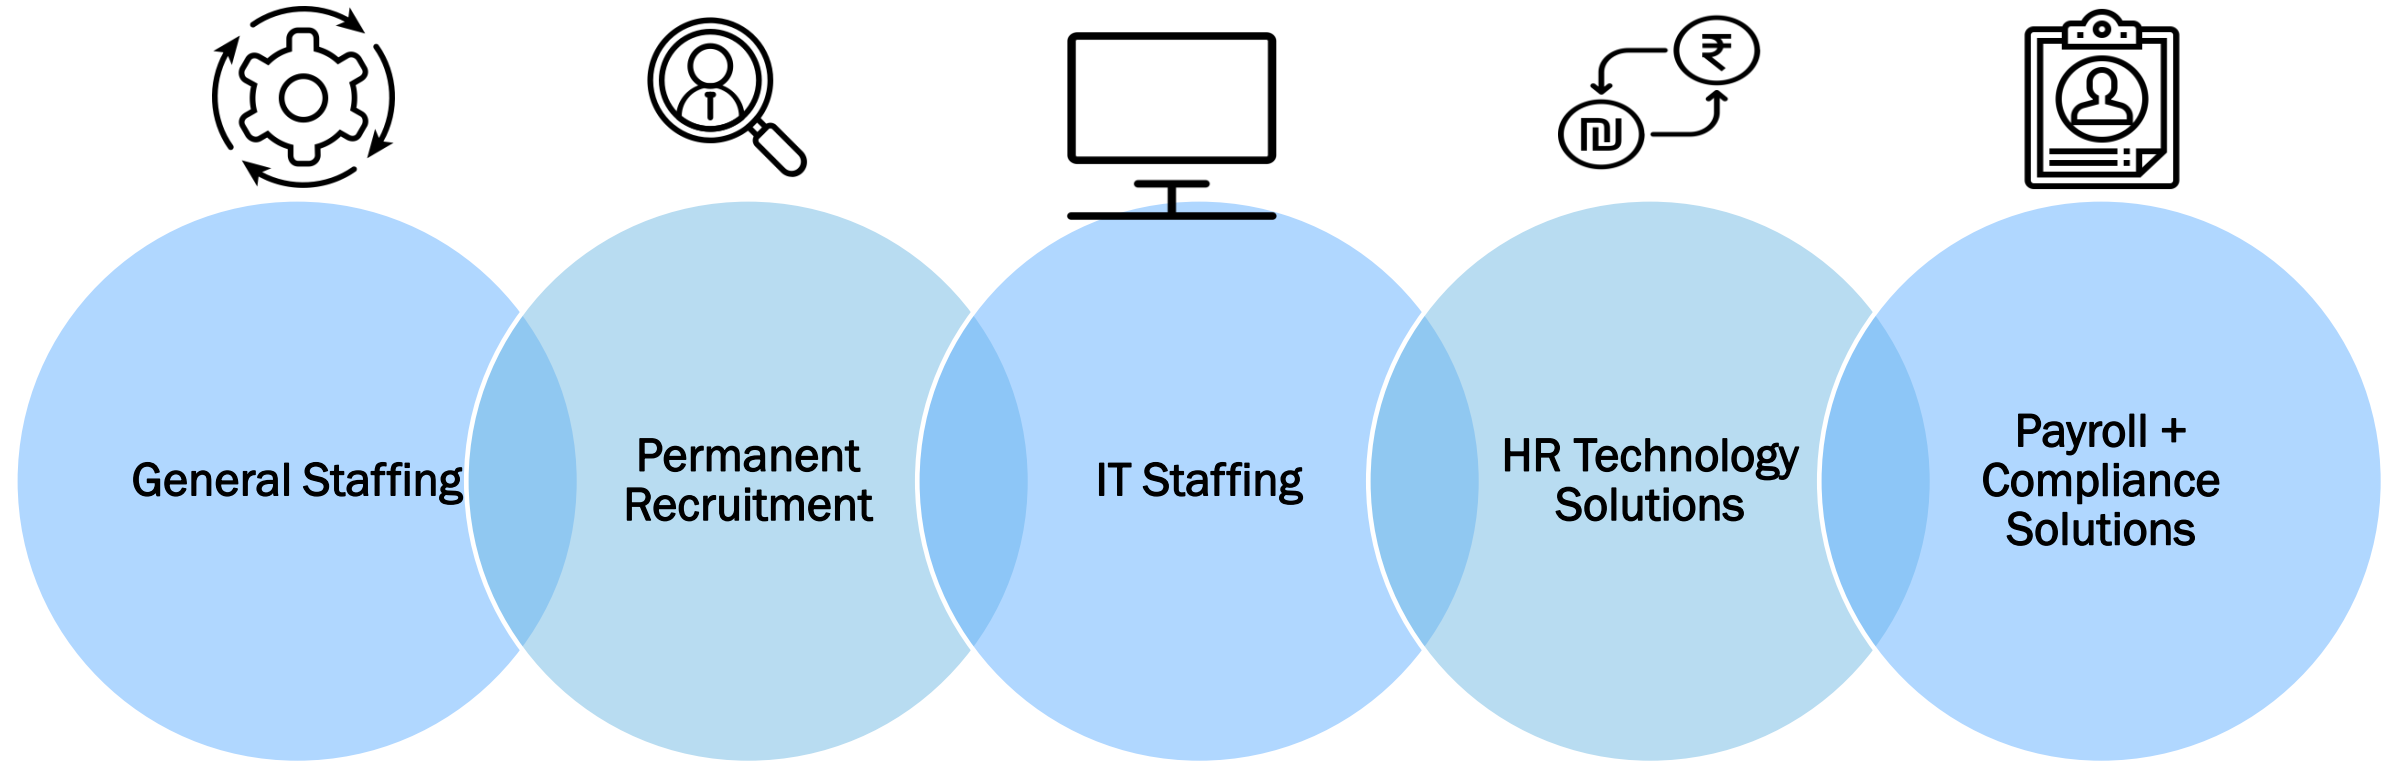 ₹
₪
General Staffing
Permanent
Recruitment
IT Staffing
HR Technology
Solutions
Payroll +
Compliance
Solutions